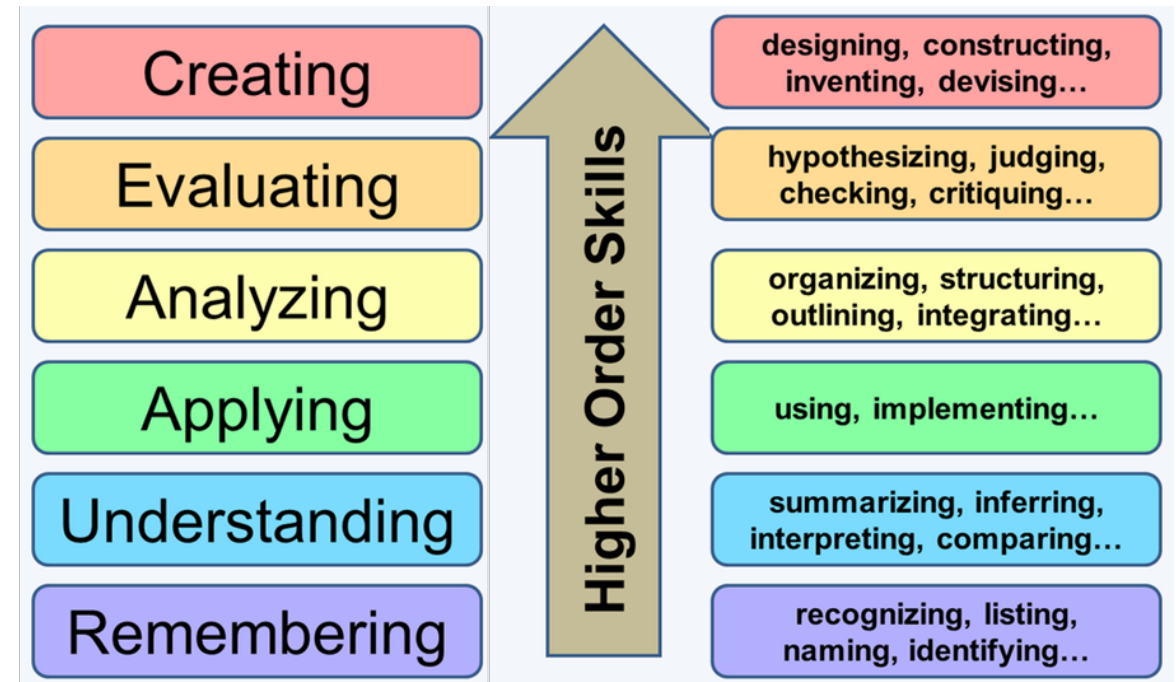 Creating
designing, constructing,
inventing, devising…
Evaluating
hypothesizing, judging,
checking, critiquing…
Analyzing
organizing, structuring,
outlining, integrating…
Applying
using, implementing…
Understanding
summarizing, inferring,
interpreting, comparing…
Remembering
recognizing, listing,
naming, identifying…
Higher Order Skills